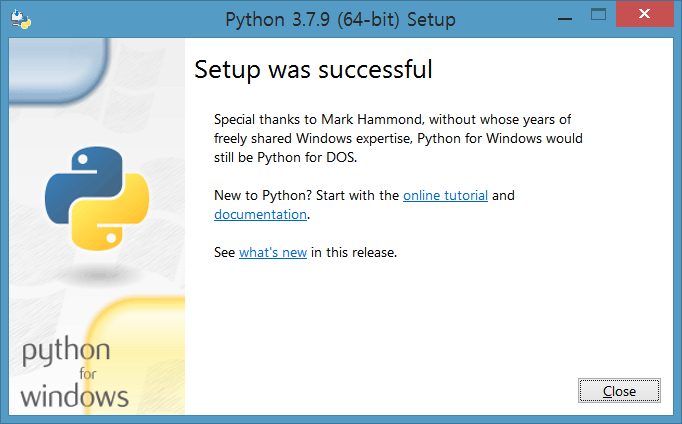 Python 3.7.9 (64-bit) Setup
Setup was successful
Special thanks to Mark Hammond, without whose years of
freely shared Windows expertise, Python for Windows would
still be Python for DOS.
New to Python? Start with the online tutorial and
documentation.
See what's new in this release.
python
for
windows
Close